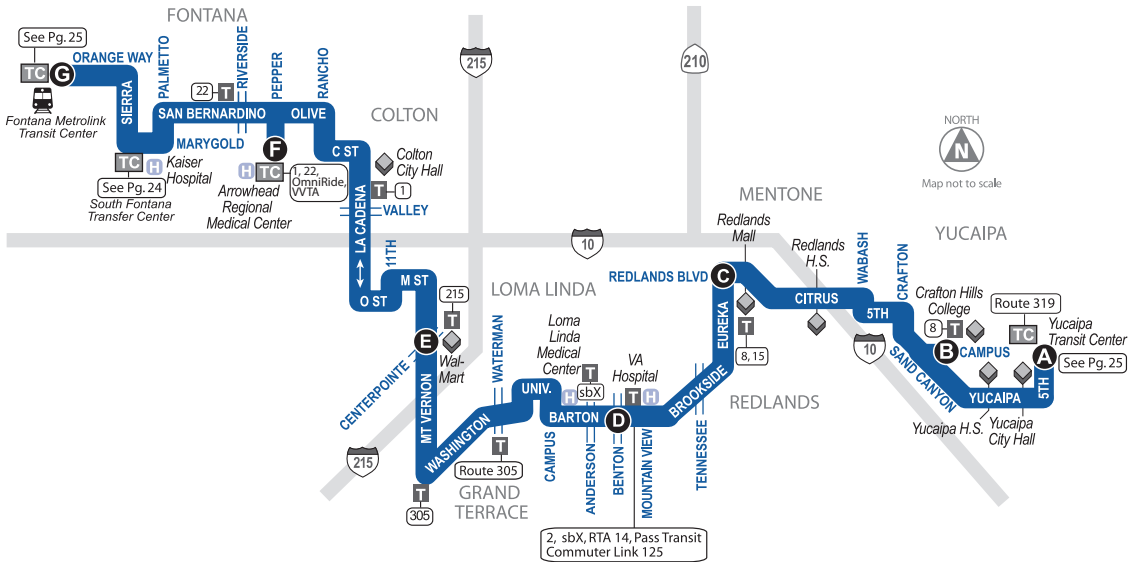 FONTANA
See Pg. 25
TC
G
ORANGE WAY
Fontana Metrolink
Transit Center
SIERRA
PALMETTO
SAN BERNARDINO
MARYGOLD
TC
H
Kaiser
Hospital
See Pg. 24
South Fontana
Transfer Center
22
T
RIVERSIDE
PEPPER
OLIVE
RANCHO
F
H
TC
1, 22,
OmniRide,
VVTA
Arrowhead
Regional
Medical Center
COLTON
C ST
Colton
City Hall
T
1
LA CADENA
VALLEY
215
210
10
11TH
O ST
M ST
215
T
E
Wal-
Mart
CENTERPOINTE
MT VERNON
215
T
305
WASHINGTON
WATERMAN
T
Route 305
GRAND
TERRACE
LOMA LINDA
UNIV.
Loma
Linda
Medical
Center
T
sbX
H
CAMPUS
BARTON
ANDERSON
D
BENTON
VA
Hospital
T
H
MOUNTAIN VIEW
2, sbX, RTA 14, Pass Transit
Commuter Link 125
BROOKSIDE
TENNESSEE
REDLANDS
EUREKA
REDLANDS BLVD
C
Redlands
Mall
T
8, 15
MENTONE
Redlands
H.S.
CITRUS
WABASH
5TH
CRAFTON
10
SAND CANYON
NORTH
N
Map not to scale
YUCAIPA
Crafton Hills
College
8
T
B
CAMPUS
Route 319
TC
Yucaipa
Transit Center
A
See Pg. 25
5TH
YUCAIPA
Yucaipa H.S.
Yucaipa
City Hall